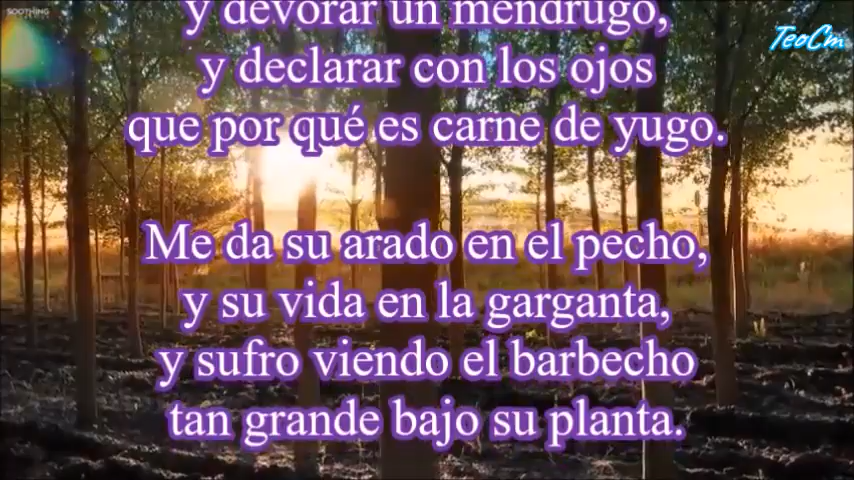 SOOTHING
TeoCm
y devorar un mendrugo,
y declarar con los ojos
que por qué es carne de yugo.
Me da su arado en el pecho,
y su vida en la garganta,
y sufro viendo el barbecho
tan grande bajo su planta.